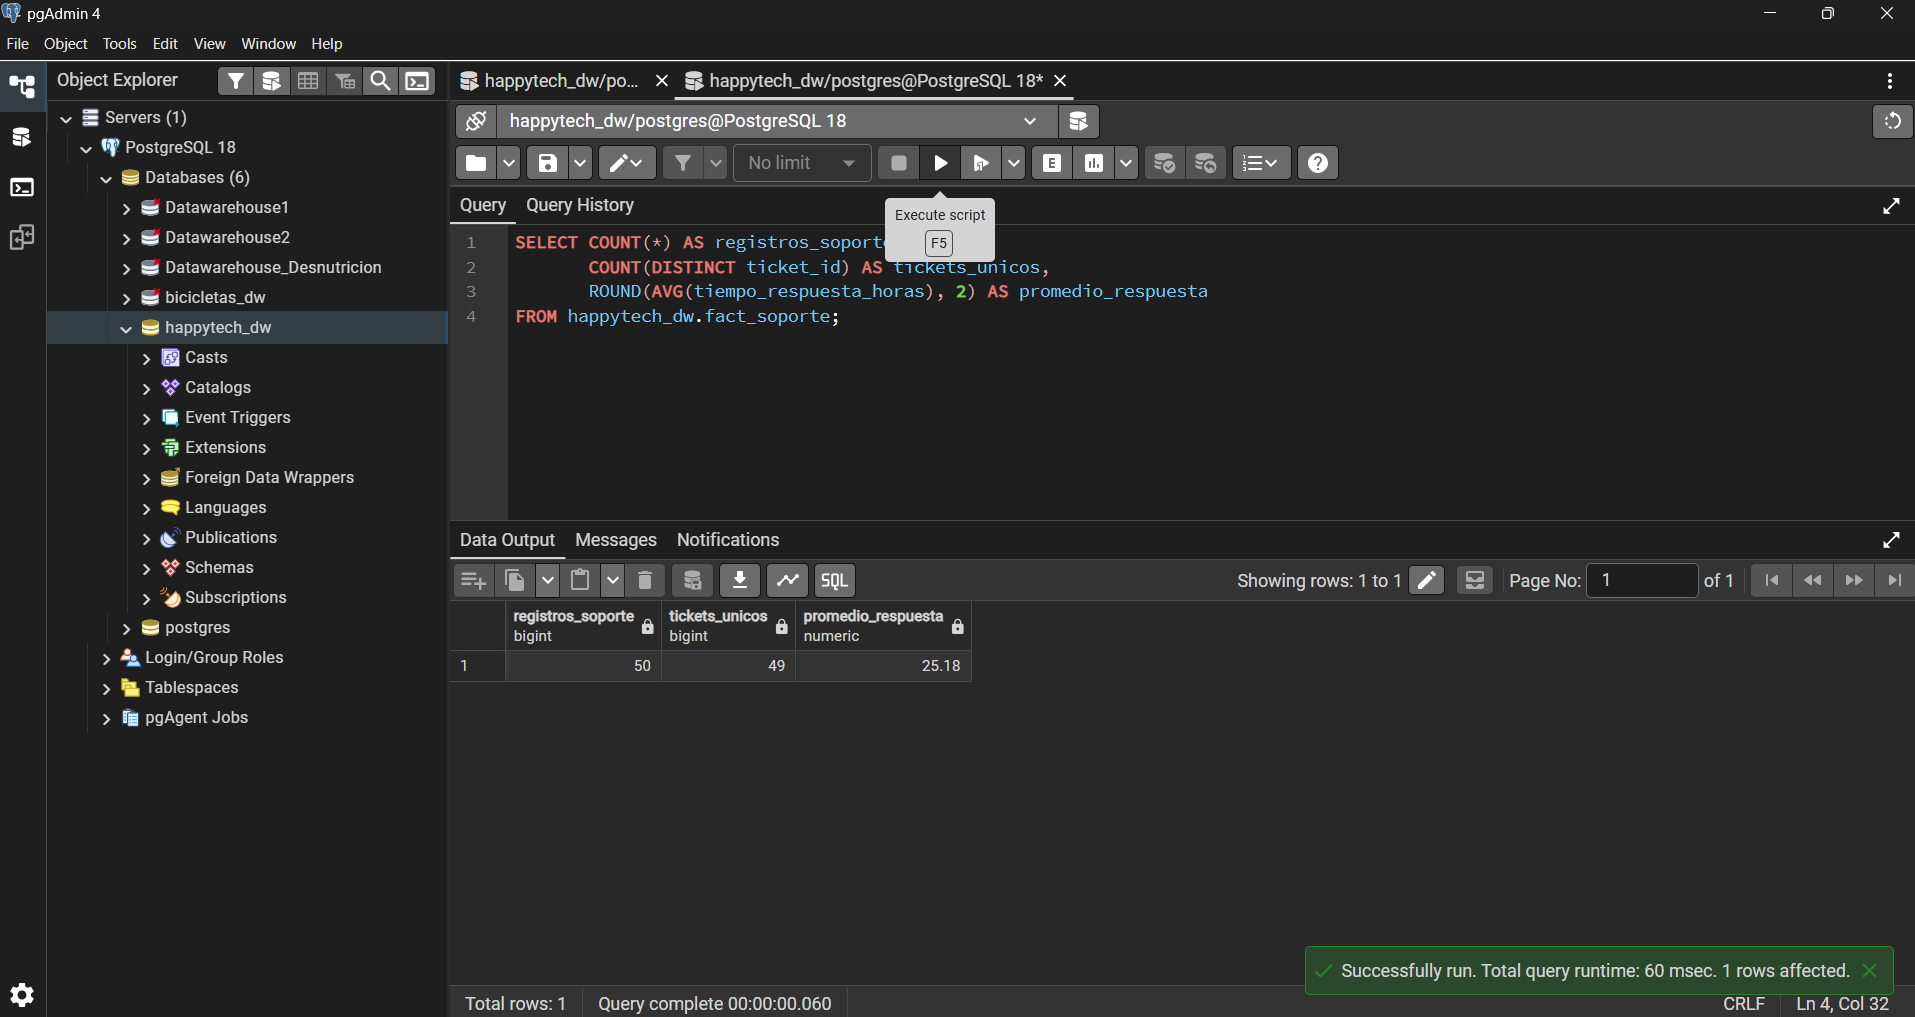 pgAdmin 4
File Object Tools Edit View Window Help
Object Explorer
happytech_dw/po...
happytech_dw/postgres@PostgreSQL 18*
Servers (1)
PostgreSQL 18
Databases (6)
Datawarehouse1
Datawarehouse2
Datawarehouse_Desnutricion
bicicletas_dw
happytech_dw
Casts
Catalogs
Event Triggers
Extensions
Foreign Data Wrappers
Languages
Publications
Schemas
Subscriptions
postgres
Login/Group Roles
Tablespaces
pgAgent Jobs
happytech_dw/postgres@PostgreSQL 18
No limit
E
Query Query History
Execute script
F5
1 SELECT COUNT(*) AS registros_soporte
2 COUNT(DISTINCT ticket_id) AS tickets_unicos,
3 ROUND(AVG(tiempo_respuesta_horas), 2) AS promedio_respuesta
4 FROM happytech_dw.fact_soporte;
Data Output Messages Notifications
SQL
Showing rows: 1 to 1
Page No: 1 of 1
registros_soporte tickets_unicos promedio_respuesta
bigint bigint numeric
1 50 49 25.18
Successfully run. Total query runtime: 60 msec. 1 rows affected.
Total rows: 1 Query complete 00:00:00.060 CRLF Ln 4, Col 32